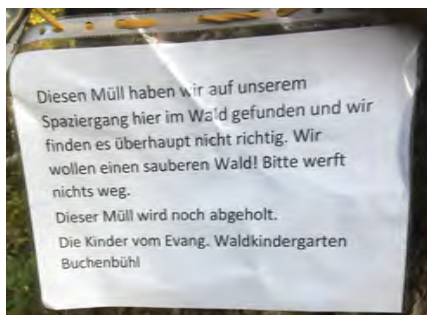 Diesen Müll haben wir auf unserem
Spaziergang hier im Wald gefunden und wir
finden es überhaupt nicht richtig. Wir
wollen einen sauberen Wald! Bitte werft
nichts weg.
Dieser Müll wird noch abgeholt.
Die Kinder vom Evang. Waldkindergarten
Buchenbühl